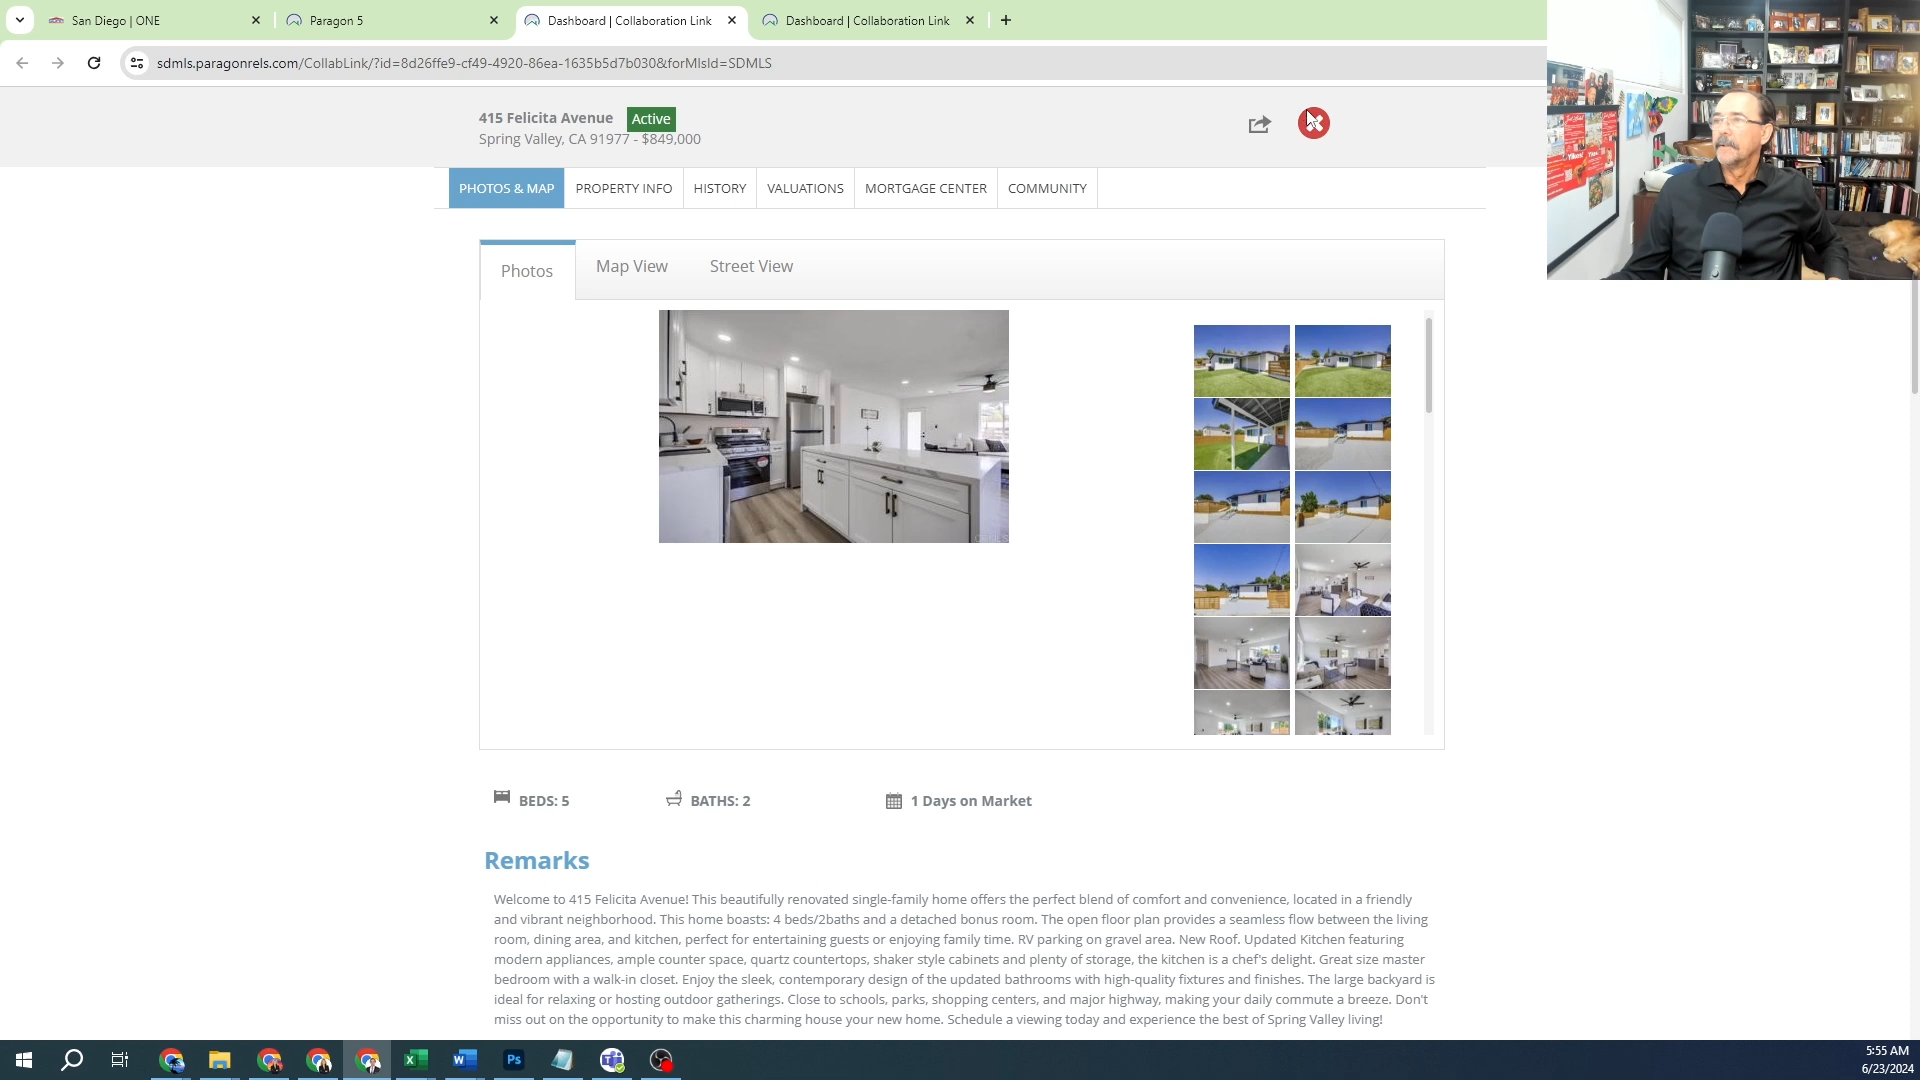 San Diego | ONE
Paragon 5
Dashboard | Collaboration Link
Dashboard | Collaboration Link
sdmls.paragonrels.com/CollabLink/?id=8d26ffe9-cf49-4920-86ea-1635b5d7b030&forMlsId=SDMLS
415 Felicita Avenue Active
Spring Valley, CA 91977 - $849,000
PHOTOS & MAP PROPERTY INFO HISTORY VALUATIONS MORTGAGE CENTER COMMUNITY
Photos Map View Street View
BEDS: 5 BATHS: 2 1 Days on Market
Remarks
Welcome to 415 Felicita Avenue! This beautifully renovated single-family home offers the perfect blend of comfort and convenience, located in a friendly
and vibrant neighborhood. This home boasts: 4 beds/2baths and a detached bonus room. The open floor plan provides a seamless flow between the living
room, dining area, and kitchen, perfect for entertaining guests or enjoying family time. RV parking on gravel area. New Roof. Updated Kitchen featuring
modern appliances, ample counter space, quartz countertops, shaker style cabinets and plenty of storage, the kitchen is a chef's delight. Great size master
bedroom with a walk-in closet. Enjoy the sleek, contemporary design of the updated bathrooms with high-quality fixtures and finishes. The large backyard is
ideal for relaxing or hosting outdoor gatherings. Close to schools, parks, shopping centers, and major highway, making your daily commute a breeze. Don't
miss out on the opportunity to make this charming house your new home. Schedule a viewing today and experience the best of Spring Valley living!
5:55 AM
6/23/2024